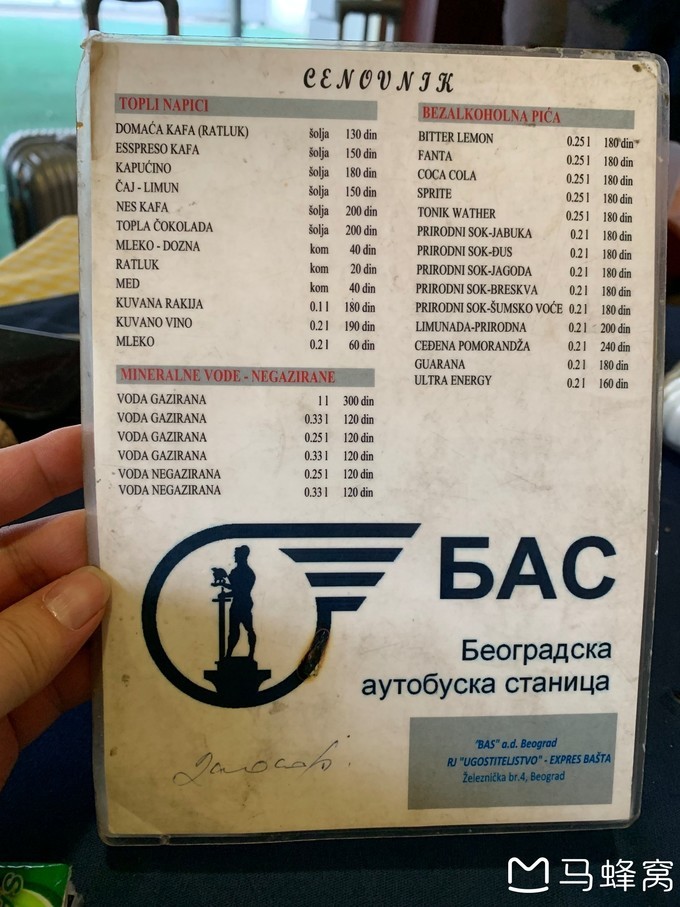 CENOVNIK
TOPLI NAPICI
DOMAĆA KAFA (RATLUK) šolja 130 din
ESSPRESO KAFA šolja 150 din
KAPUĆINO šolja 180 din
ČAJ - LIMUN šolja 150 din
NES KAFA šolja 200 din
TOPLA ČOKOLADA šolja 200 din
MLEKO - DOZNA kom 40 din
RATLUK kom 20 din
MED kom 40 din
KUVANA RAKIJA 0.1 l 180 din
KUVANO VINO 0.2 l 190 din
MLEKO 0.2 l 60 din
MINERALNE VODE - NEGAZIRANE
VODA GAZIRANA 1 l 300 din
VODA GAZIRANA 0.33 l 120 din
VODA GAZIRANA 0.25 l 120 din
VODA GAZIRANA 0.33 l 120 din
VODA NEGAZIRANA 0.25 l 120 din
VODA NEGAZIRANA 0.33 l 120 din
BEZALKOHOLNA PIĆA
BITTER LEMON 0.25 l 180 din
FANTA 0.25 l 180 din
COCA COLA 0.25 l 180 din
SPRITE 0.25 l 180 din
TONIK WATHER 0.25 l 180 din
PRIRODNI SOK-JABUKA 0.2 l 180 din
PRIRODNI SOK-ĐUS 0.2 l 180 din
PRIRODNI SOK-JAGODA 0.2 l 180 din
PRIRODNI SOK-BRESKVA 0.2 l 180 din
PRIRODNI SOK-ŠUMSKO VOĆE 0.2 l 180 din
LIMUNADA-PRIRODNA 0.2 l 200 din
CEĐENA POMORANDŽA 0.2 l 240 din
GUARANA 0.2 l 180 din
ULTRA ENERGY 0.2 l 160 din
БАС
Београдска
аутобуска станица
"BAS" a.d. Beograd
RJ "UGOSTITELJSTVO" - EXPRES BAŠTA
Železnička br.4, Beograd
马蜂窝